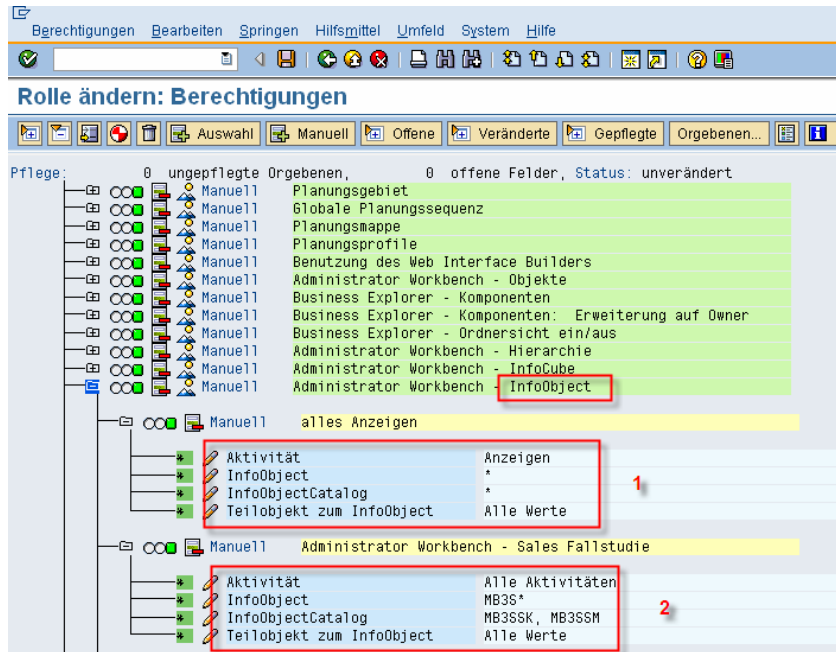 Berechtigungen Bearbeiten Springen Hilfsmittel Umfeld System Hilfe
Rolle ändern: Berechtigungen
Auswahl Manuell Offene Veränderte Gepflegte Orgebenen...
Pflege: 0 ungepflegte Orgebenen, 0 offene Felder, Status: unverändert
Manuell Planungsgebiet
Manuell Globale Planungssequenz
Manuell Planungsmappe
Manuell Planungsprofile
Manuell Benutzung des Web Interface Builders
Manuell Administrator Workbench - Objekte
Manuell Business Explorer - Komponenten
Manuell Business Explorer - Komponenten: Erweiterung auf Owner
Manuell Business Explorer - Ordnersicht ein/aus
Manuell Administrator Workbench - Hierarchie
Manuell Administrator Workbench - InfoCube
Manuell Administrator Workbench - InfoObject
Manuell alles Anzeigen
Aktivität Anzeigen
InfoObject *
InfoObjectCatalog *
Teilobjekt zum InfoObject Alle Werte
1
Manuell Administrator Workbench - Sales Fallstudie
Aktivität Alle Aktivitäten
InfoObject MB3S*
InfoObjectCatalog MB3SSK, MB3SSM
Teilobjekt zum InfoObject Alle Werte
2